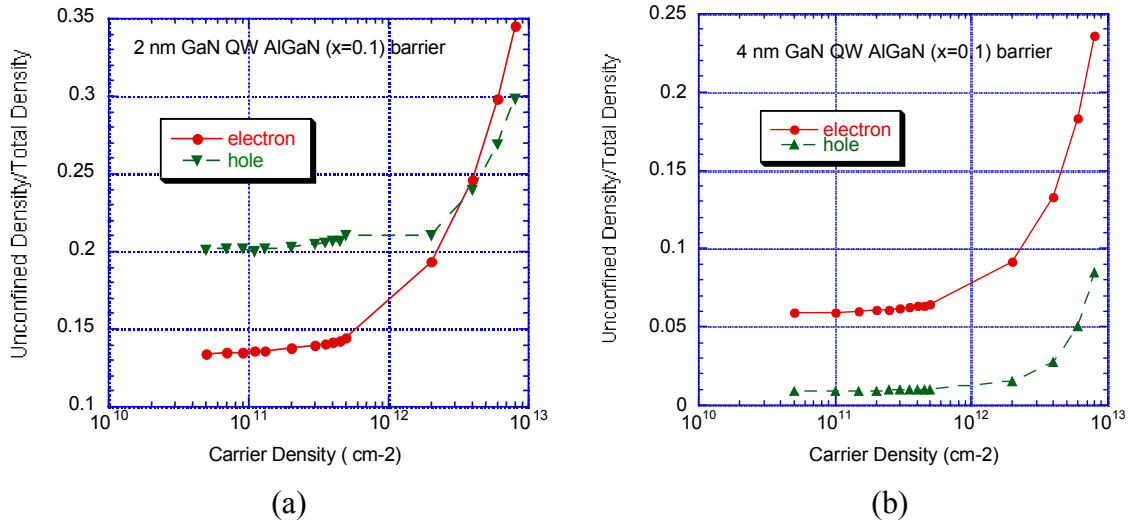 2 nm GaN QW AlGaN (x=0.1) barrier
Unconfined Density/Total Density
0.35
0.3
0.25
0.2
0.15
0.1
electron
hole
10^10
10^11
10^12
10^13
Carrier Density ( cm-2)
(a)
4 nm GaN QW AlGaN (x=0.1) barrier
Unconfined Density/Total Density
0.25
0.2
0.15
0.1
0.05
0
electron
hole
10^10
10^11
10^12
10^13
Carrier Density (cm-2)
(b)